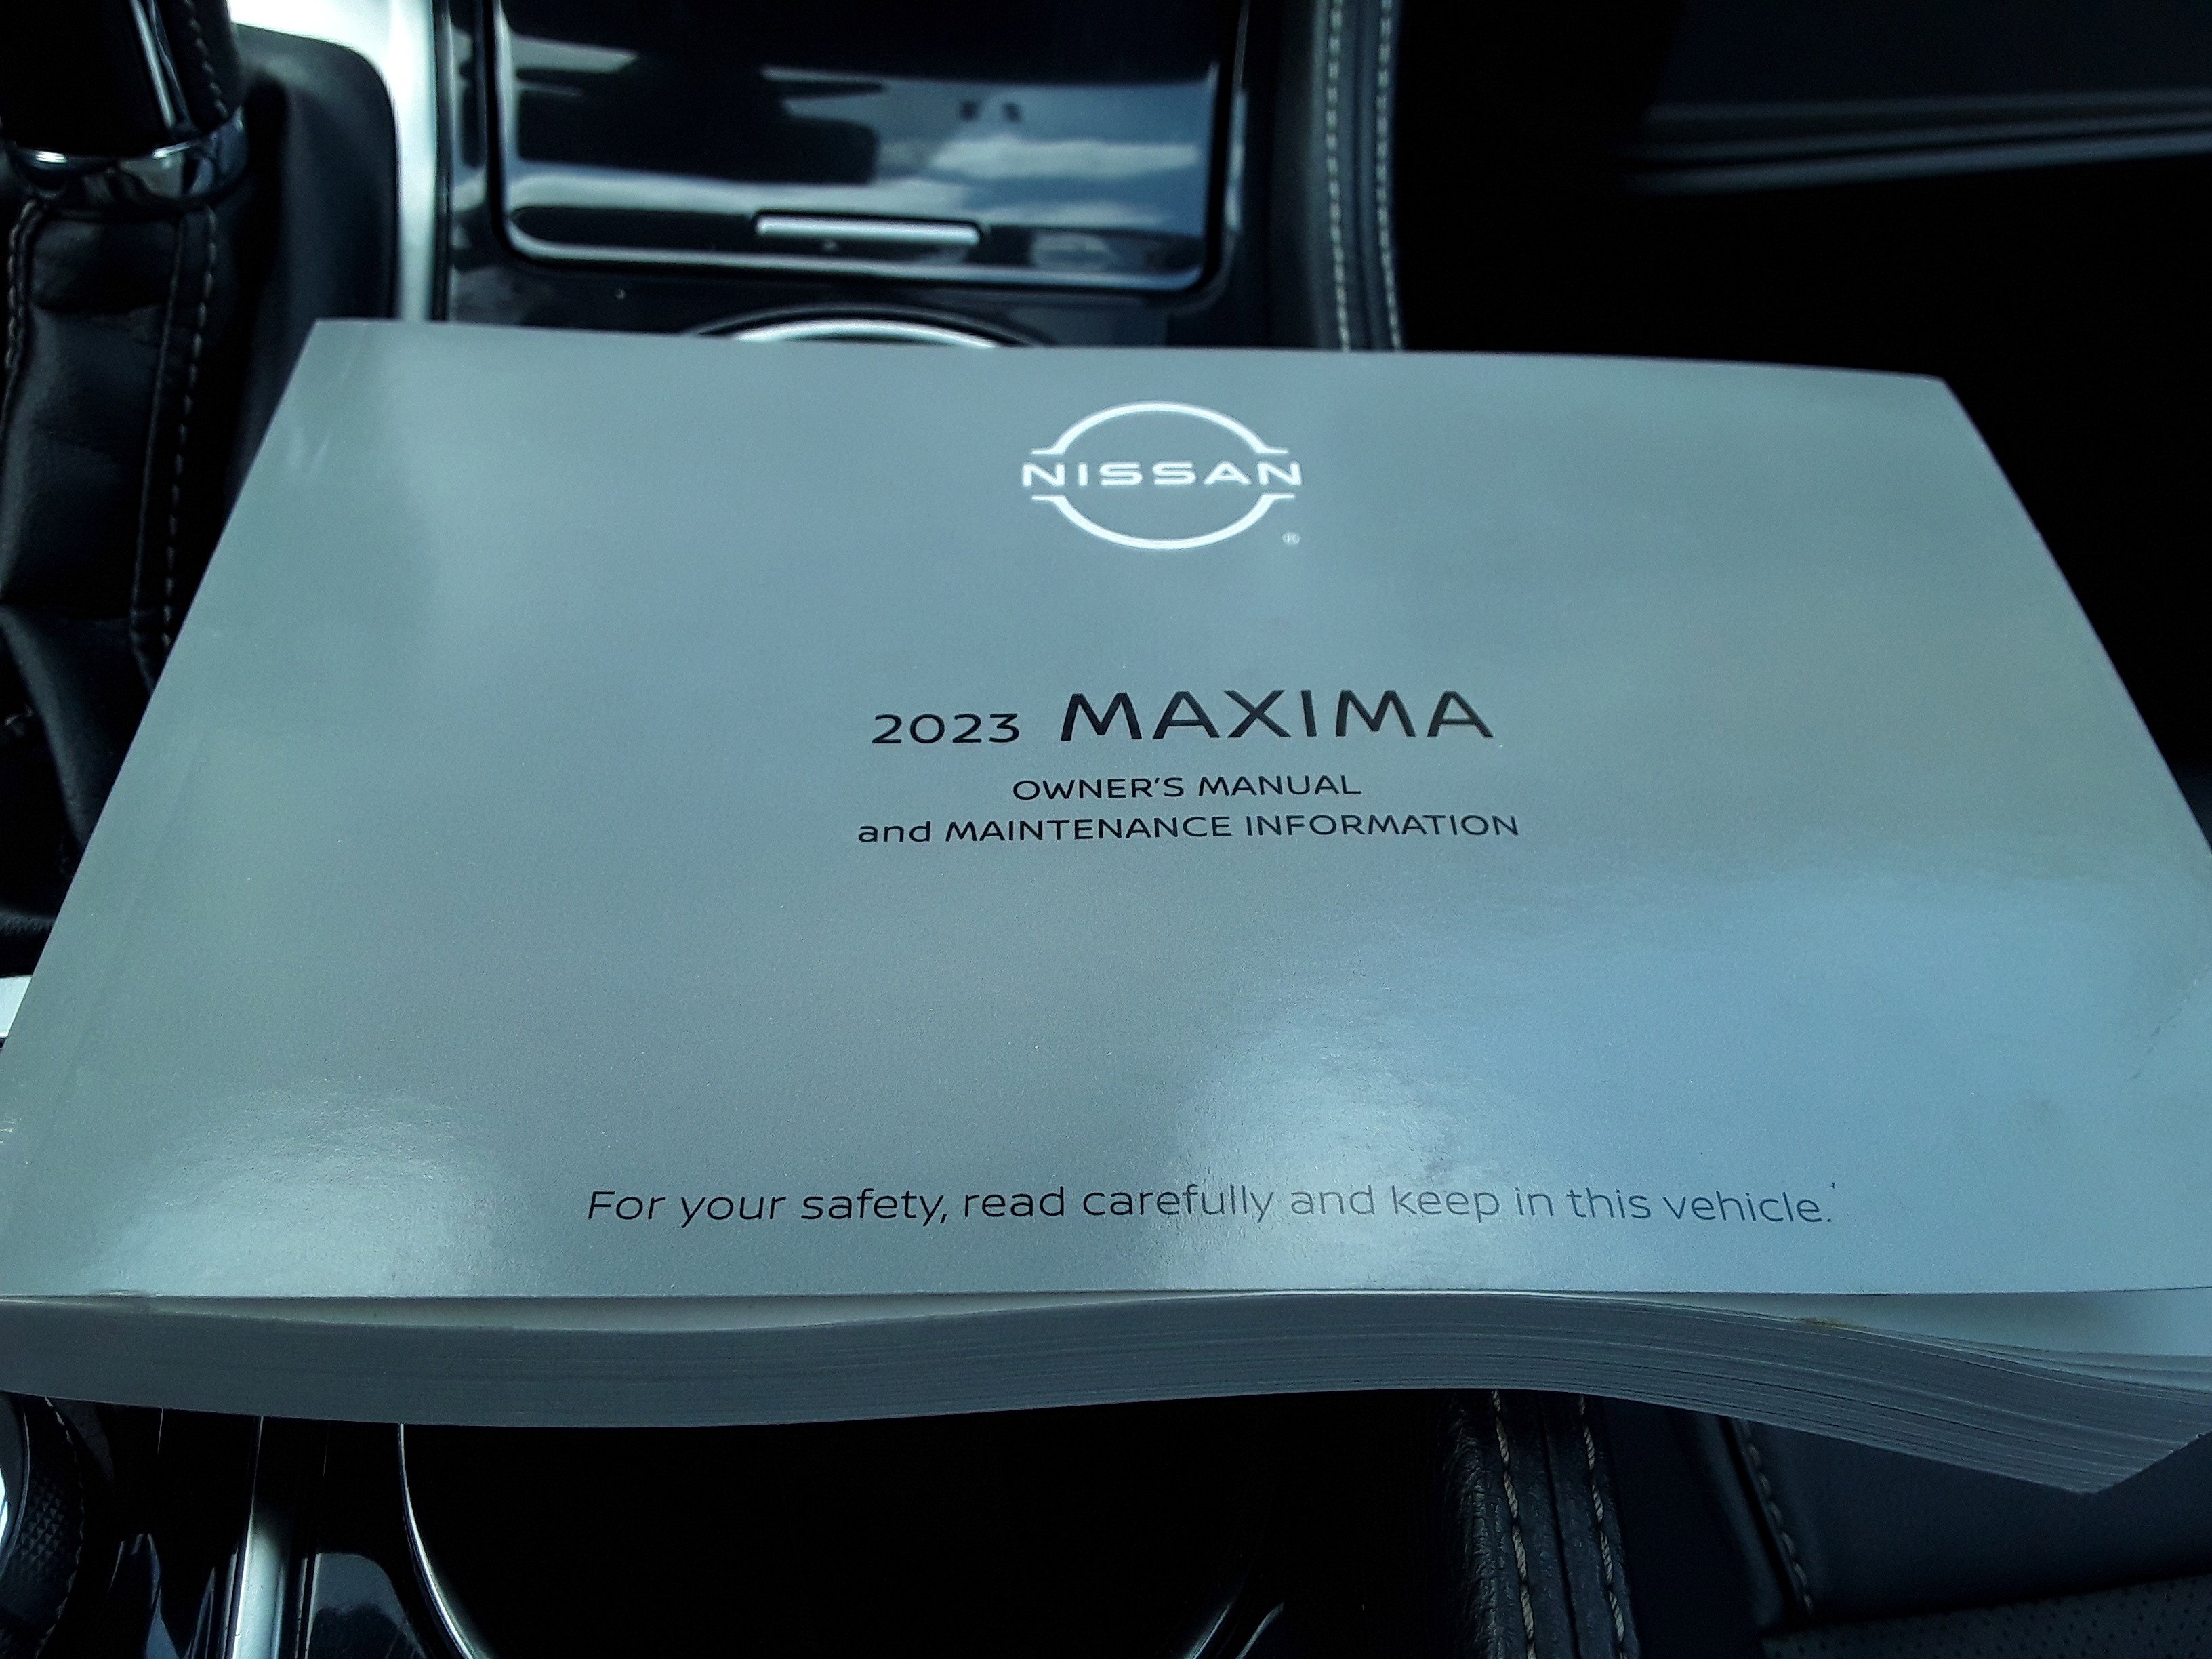 NISSAN
®
2023 MAXIMA
OWNER'S MANUAL
and MAINTENANCE INFORMATION
For your safety, read carefully and keep in this vehicle.